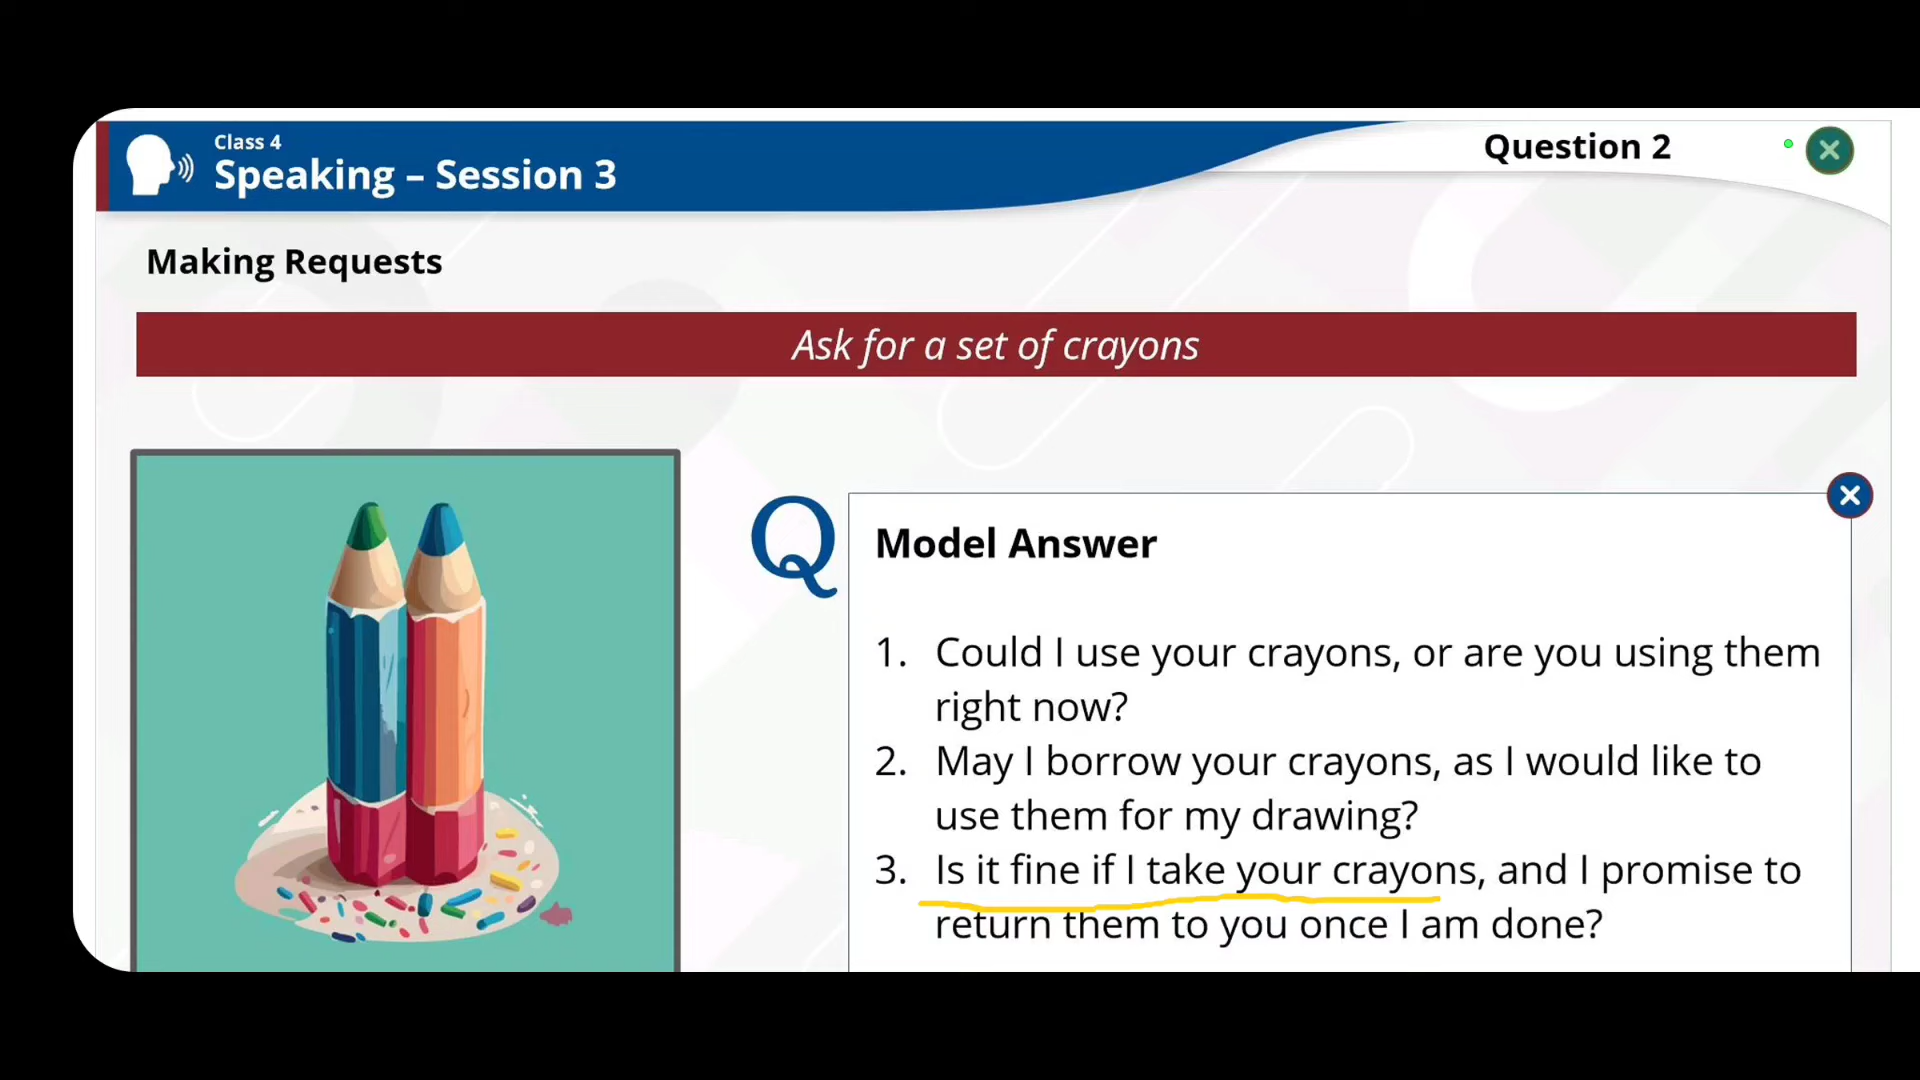 Class 4
Speaking – Session 3
Question 2
Making Requests
Ask for a set of crayons
Q
Model Answer
1. Could I use your crayons, or are you using them
right now?
2. May I borrow your crayons, as I would like to
use them for my drawing?
3. Is it fine if I take your crayons, and I promise to
return them to you once I am done?